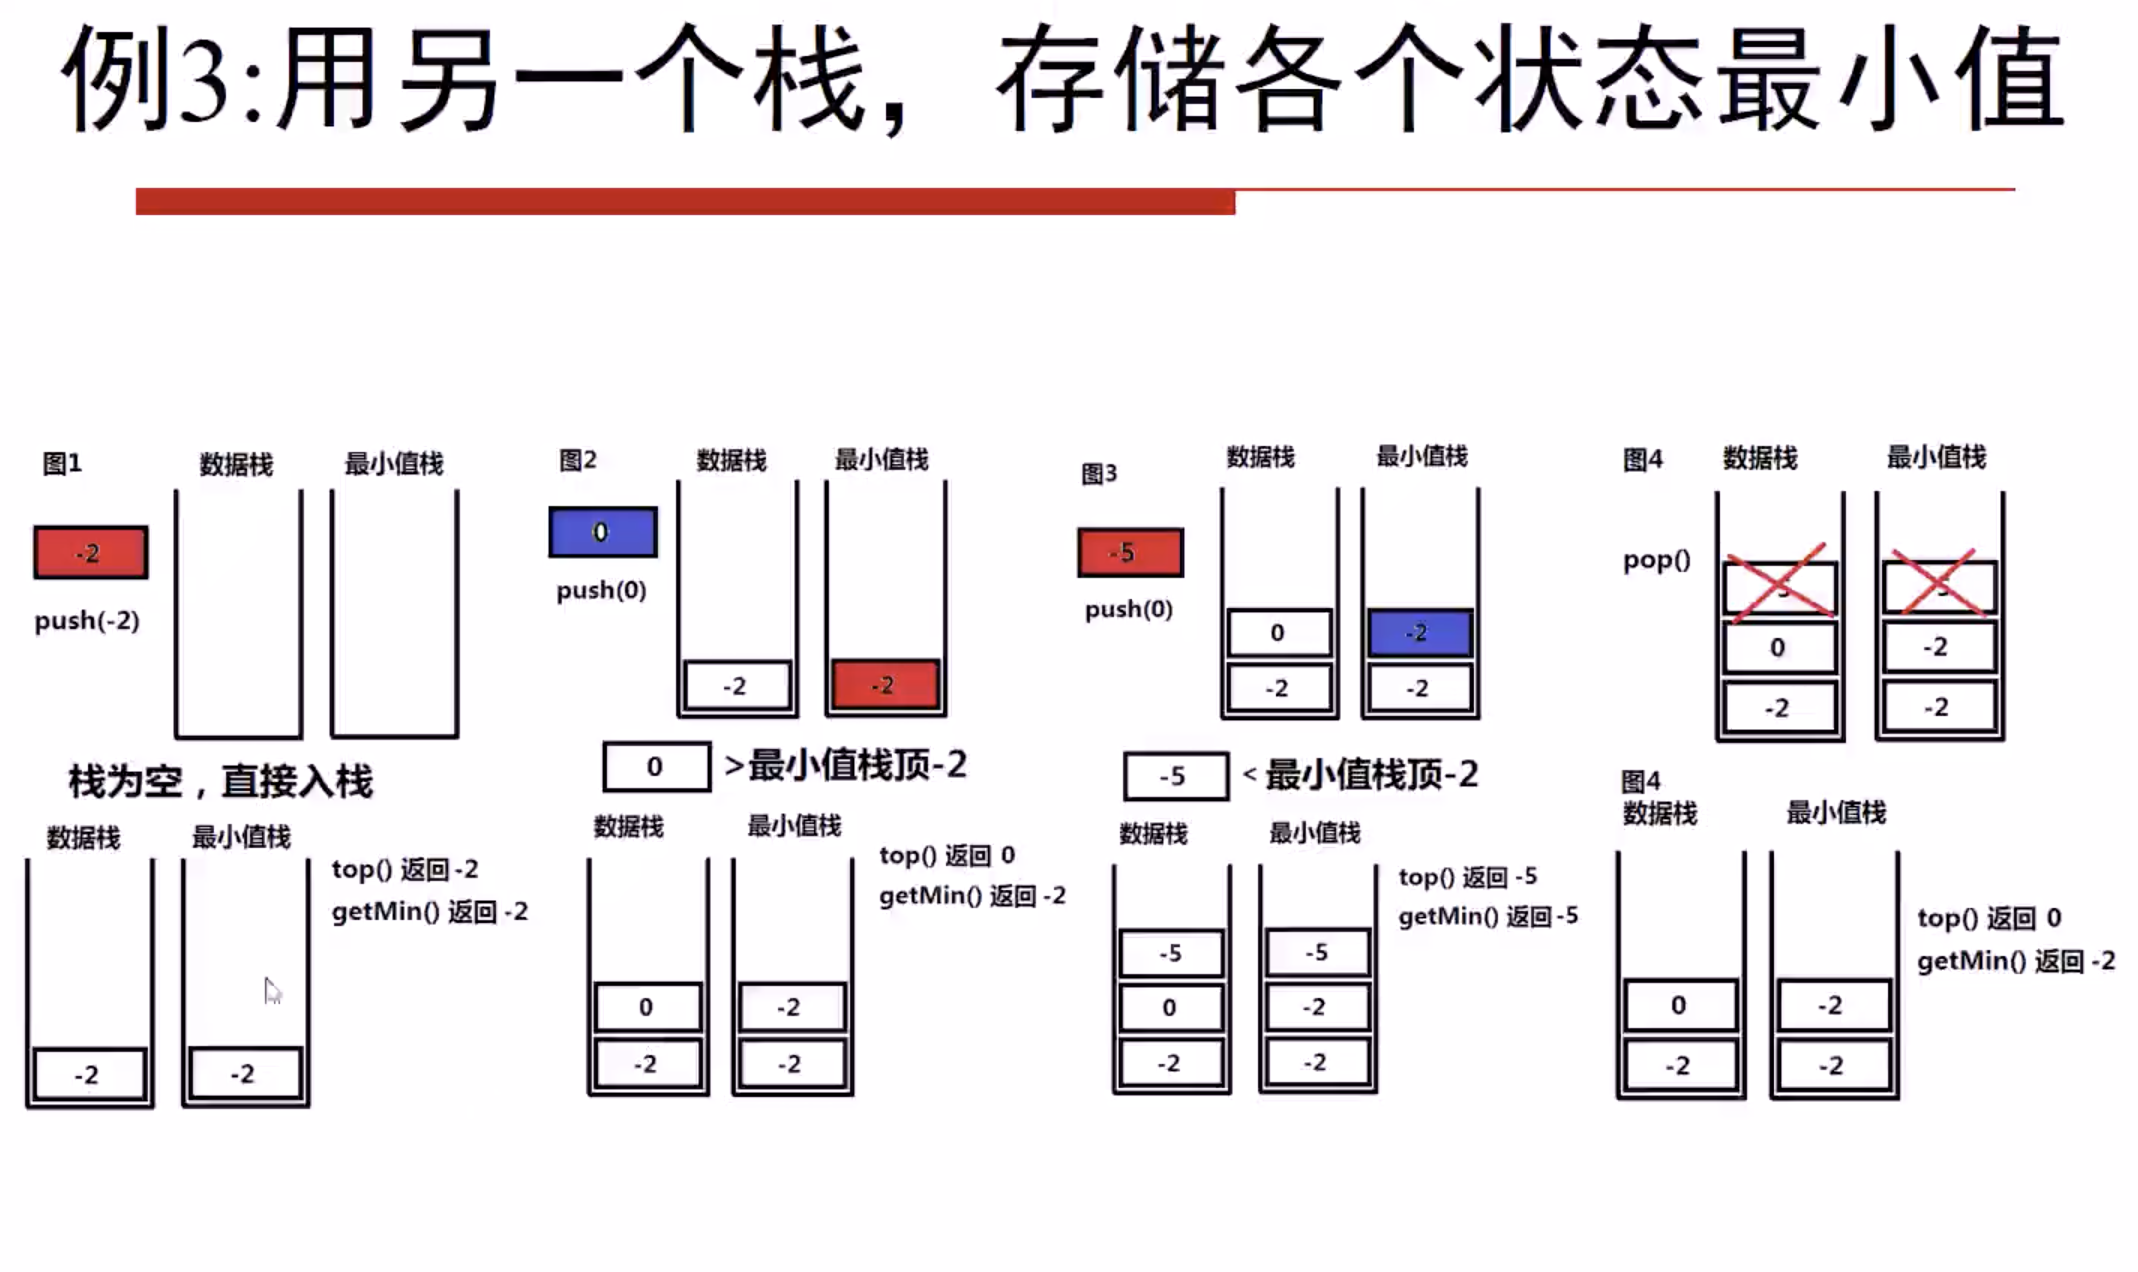 例3:用另一个栈，存储各个状态最小值
图1
数据栈 最小值栈
-2
push(-2)
栈为空，直接入栈
数据栈 最小值栈
top() 返回 -2
getMin() 返回 -2
-2 -2
图2
数据栈 最小值栈
0
push(0)
-2 -2
0 >最小值栈顶-2
数据栈 最小值栈
top() 返回 0
getMin() 返回 -2
0 -2
-2 -2
图3
数据栈 最小值栈
-5
push(0)
0 -2
-2 -2
-5 < 最小值栈顶-2
数据栈 最小值栈
top() 返回 -5
getMin() 返回 -5
-5 -5
0 -2
-2 -2
图4
数据栈 最小值栈
pop()
0 -2
-2 -2
图4
数据栈 最小值栈
top() 返回 0
getMin() 返回 -2
0 -2
-2 -2